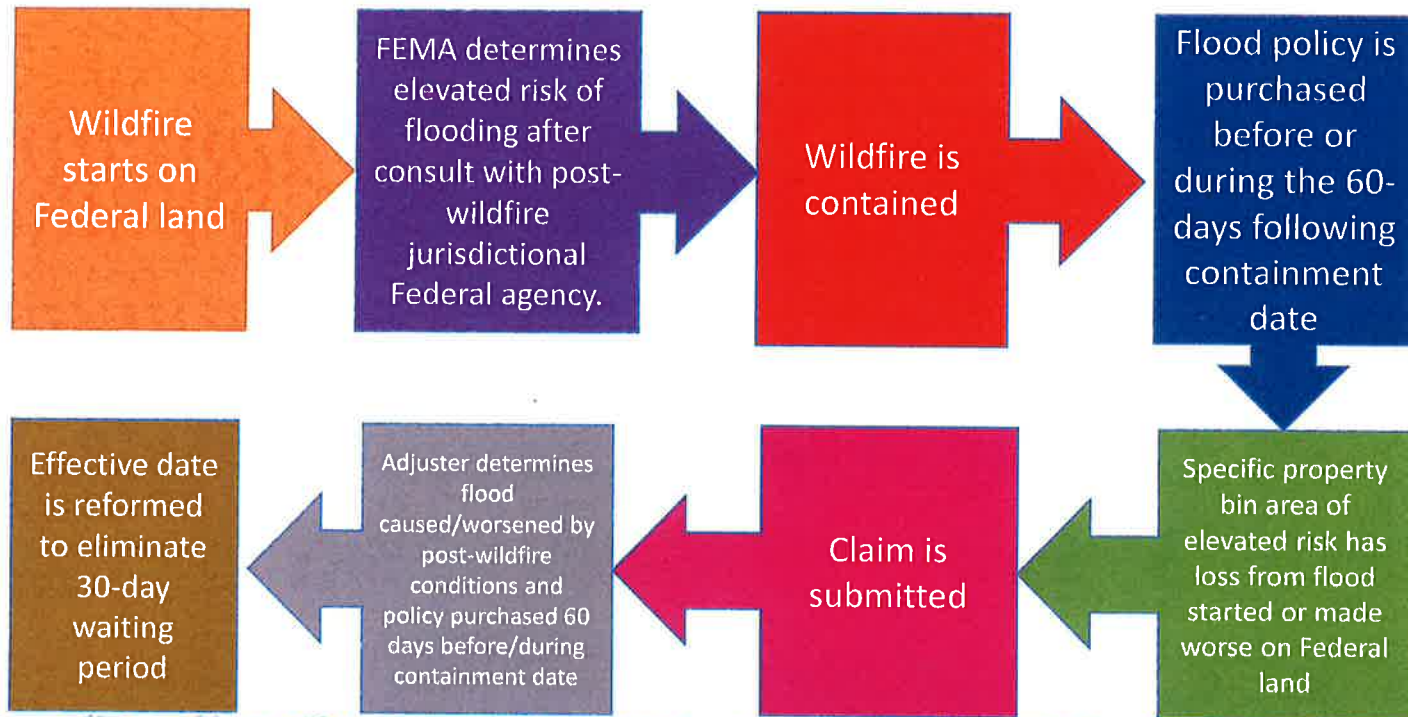 Wildfire
starts on
Federal land
FEMA determines
elevated risk of
flooding after
consult with post-
wildfire
jurisdictional
Federal agency.
Wildfire is
contained
Flood policy is
purchased
before or
during the 60-
days following
containment
date
Specific property
bin area of
elevated risk has
loss from flood
started or made
worse on Federal
land
Claim is
submitted
Adjuster determines
flood
caused/worsened by
post-wildfire
conditions and
policy purchased 60
days before/during
containment date
Effective date
is reformed
to eliminate
30-day
waiting
period